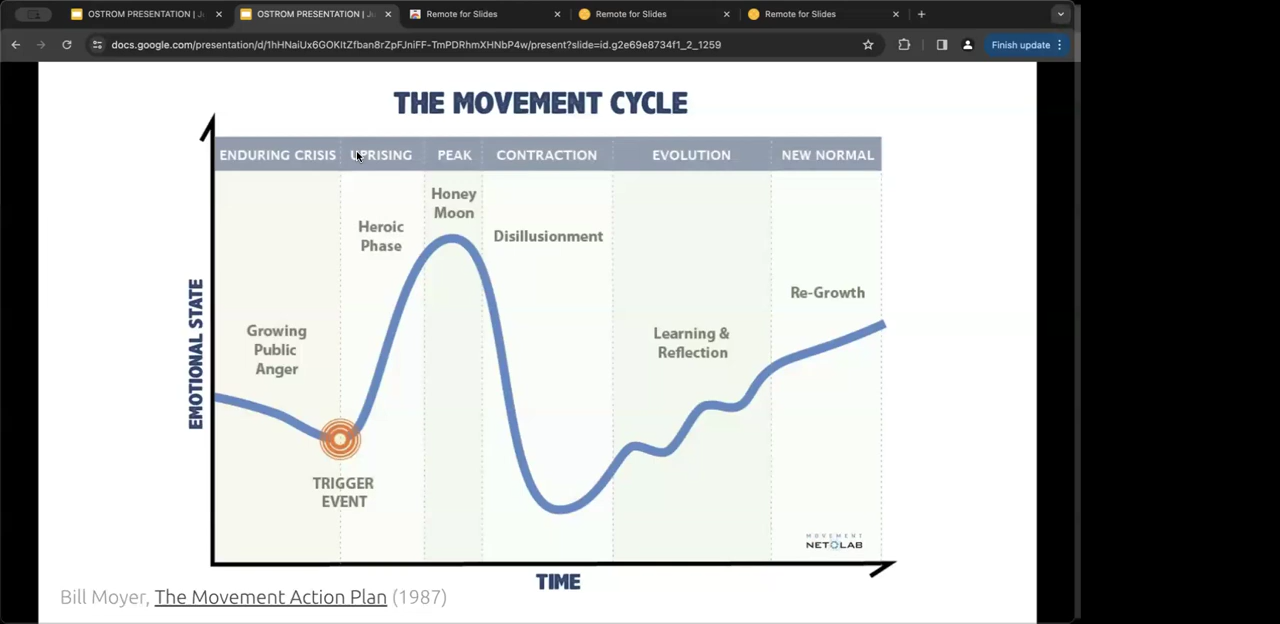 OSTROM PRESENTATION | J
OSTROM PRESENTATION | J
Remote for Slides
Remote for Slides
Remote for Slides
docs.google.com/presentation/d/1hHNaiUx6GOKItZfban8rZpFJniFF-TmPDRhmXHNbP4w/present?slide=id.g2e69e8734f1_2_1259
Finish update
THE MOVEMENT CYCLE
ENDURING CRISIS UPRISING PEAK CONTRACTION EVOLUTION NEW NORMAL
Honey
Moon
Heroic
Phase
Disillusionment
Re-Growth
Growing
Public
Anger
Learning &
Reflection
EMOTIONAL STATE
TRIGGER
EVENT
MOVEMENT
NETOLAB
TIME
Bill Moyer, The Movement Action Plan (1987)